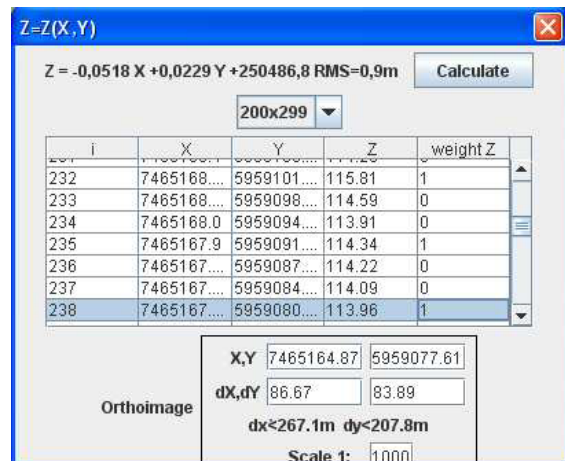 Z=Z(X,Y)
Z = -0,0518 X +0,0229 Y +250486,8 RMS=0,9m Calculate
200x299
i X Y Z weight Z
232 7465168.... 5959101.... 115.81 1
233 7465168.... 5959098.... 114.59 0
234 7465168.0 5959094.... 113.91 0
235 7465167.9 5959091.... 114.34 1
236 7465167.... 5959087.... 114.22 0
237 7465167.... 5959084.... 114.09 0
238 7465167.... 5959080.... 113.96 1
X,Y 7465164.87 5959077.61
dX,dY 86.67 83.89
Orthoimage
dx<267.1m dy<207.8m
Scale 1: 1000